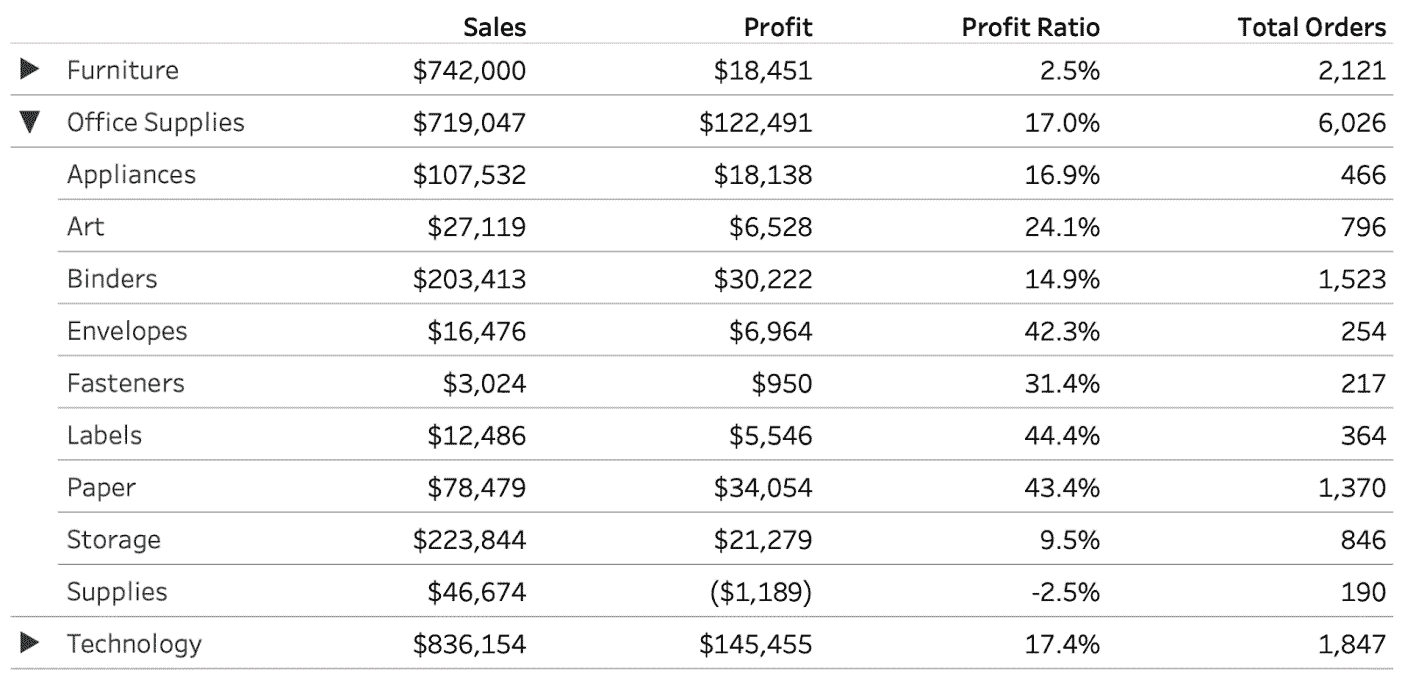 Sales Profit Profit Ratio Total Orders
Furniture $742,000 $18,451 2.5% 2,121
Office Supplies $719,047 $122,491 17.0% 6,026
Appliances $107,532 $18,138 16.9% 466
Art $27,119 $6,528 24.1% 796
Binders $203,413 $30,222 14.9% 1,523
Envelopes $16,476 $6,964 42.3% 254
Fasteners $3,024 $950 31.4% 217
Labels $12,486 $5,546 44.4% 364
Paper $78,479 $34,054 43.4% 1,370
Storage $223,844 $21,279 9.5% 846
Supplies $46,674 ($1,189) -2.5% 190
Technology $836,154 $145,455 17.4% 1,847